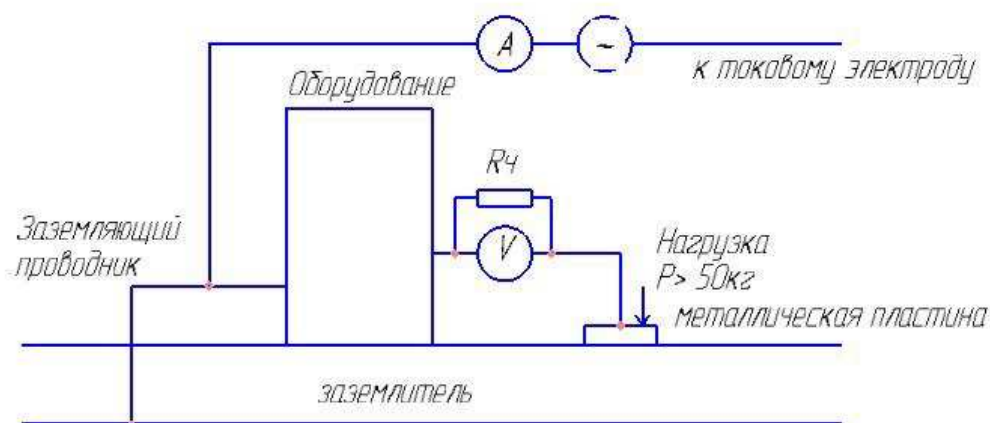 А
~
к токовому электроду
Оборудование
Rч
Заземляющий
проводник
V
Нагрузка
Р> 50кг
металлическая пластина
заземлитель